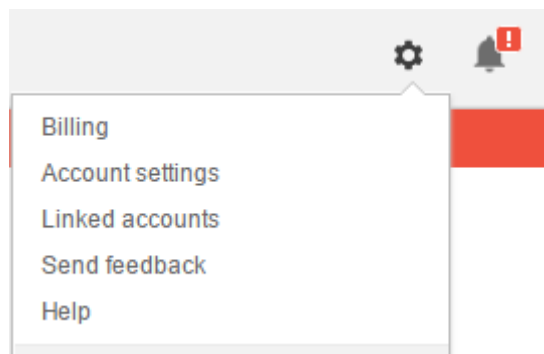 !
Billing
Account settings
Linked accounts
Send feedback
Help